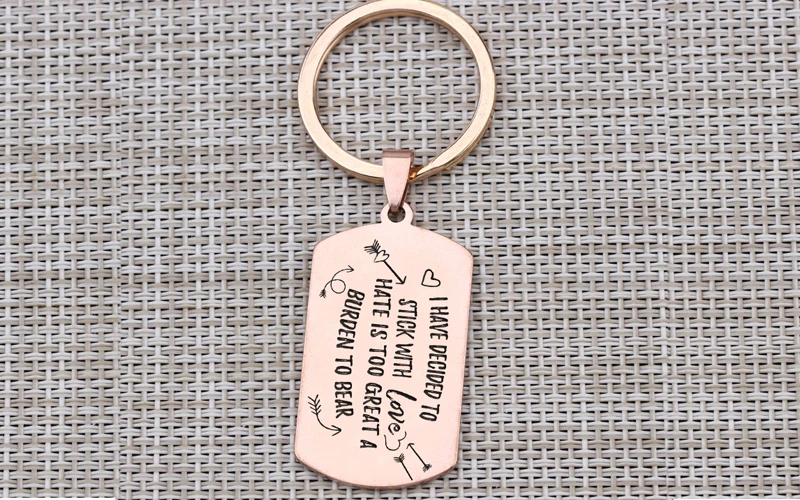 I HAVE DECIDED TO
STICK WITH love
HATE IS TOO GREAT A
BURDEN TO BEAR